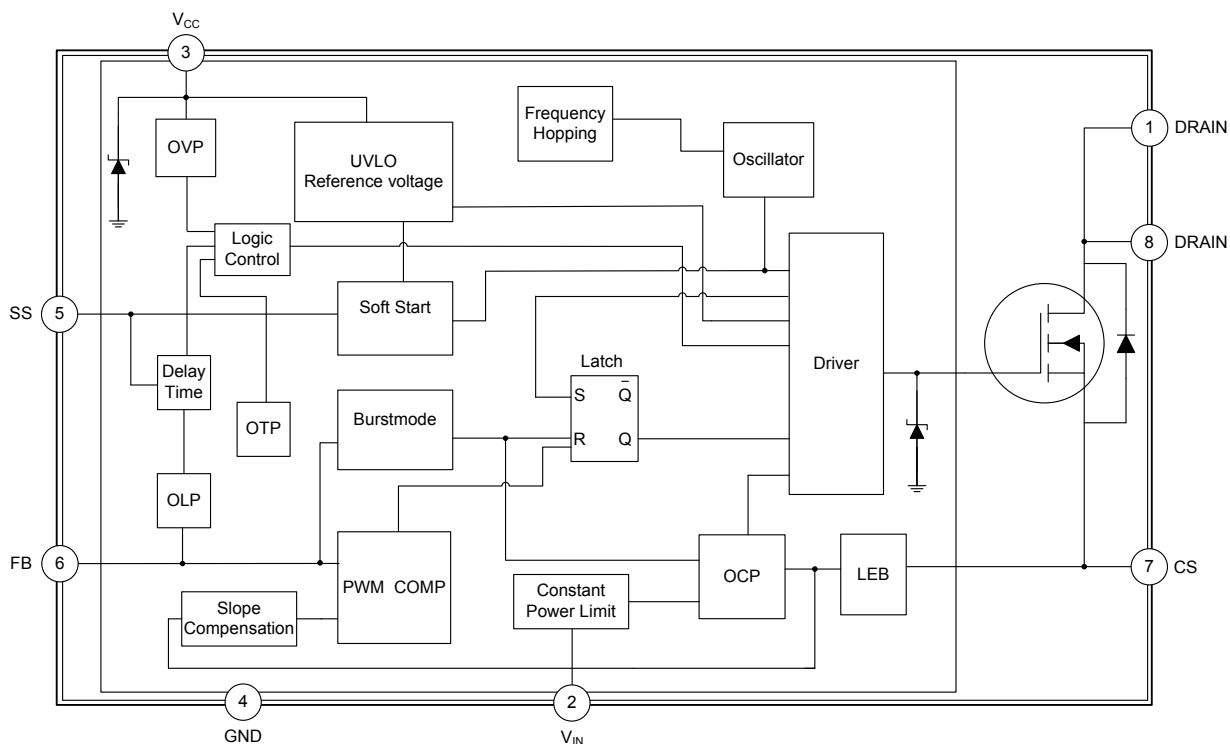 V_CC
3
Frequency
Hopping
Oscillator
OVP
UVLO
Reference voltage
1
DRAIN
8
DRAIN
Logic
Control
SS
5
Soft Start
Delay
Time
OTP
Latch
S
Q̄
R
Q
Driver
Burstmode
OLP
FB
6
PWM COMP
Slope
Compensation
Constant
Power Limit
OCP
LEB
7
CS
4
GND
2
V_IN